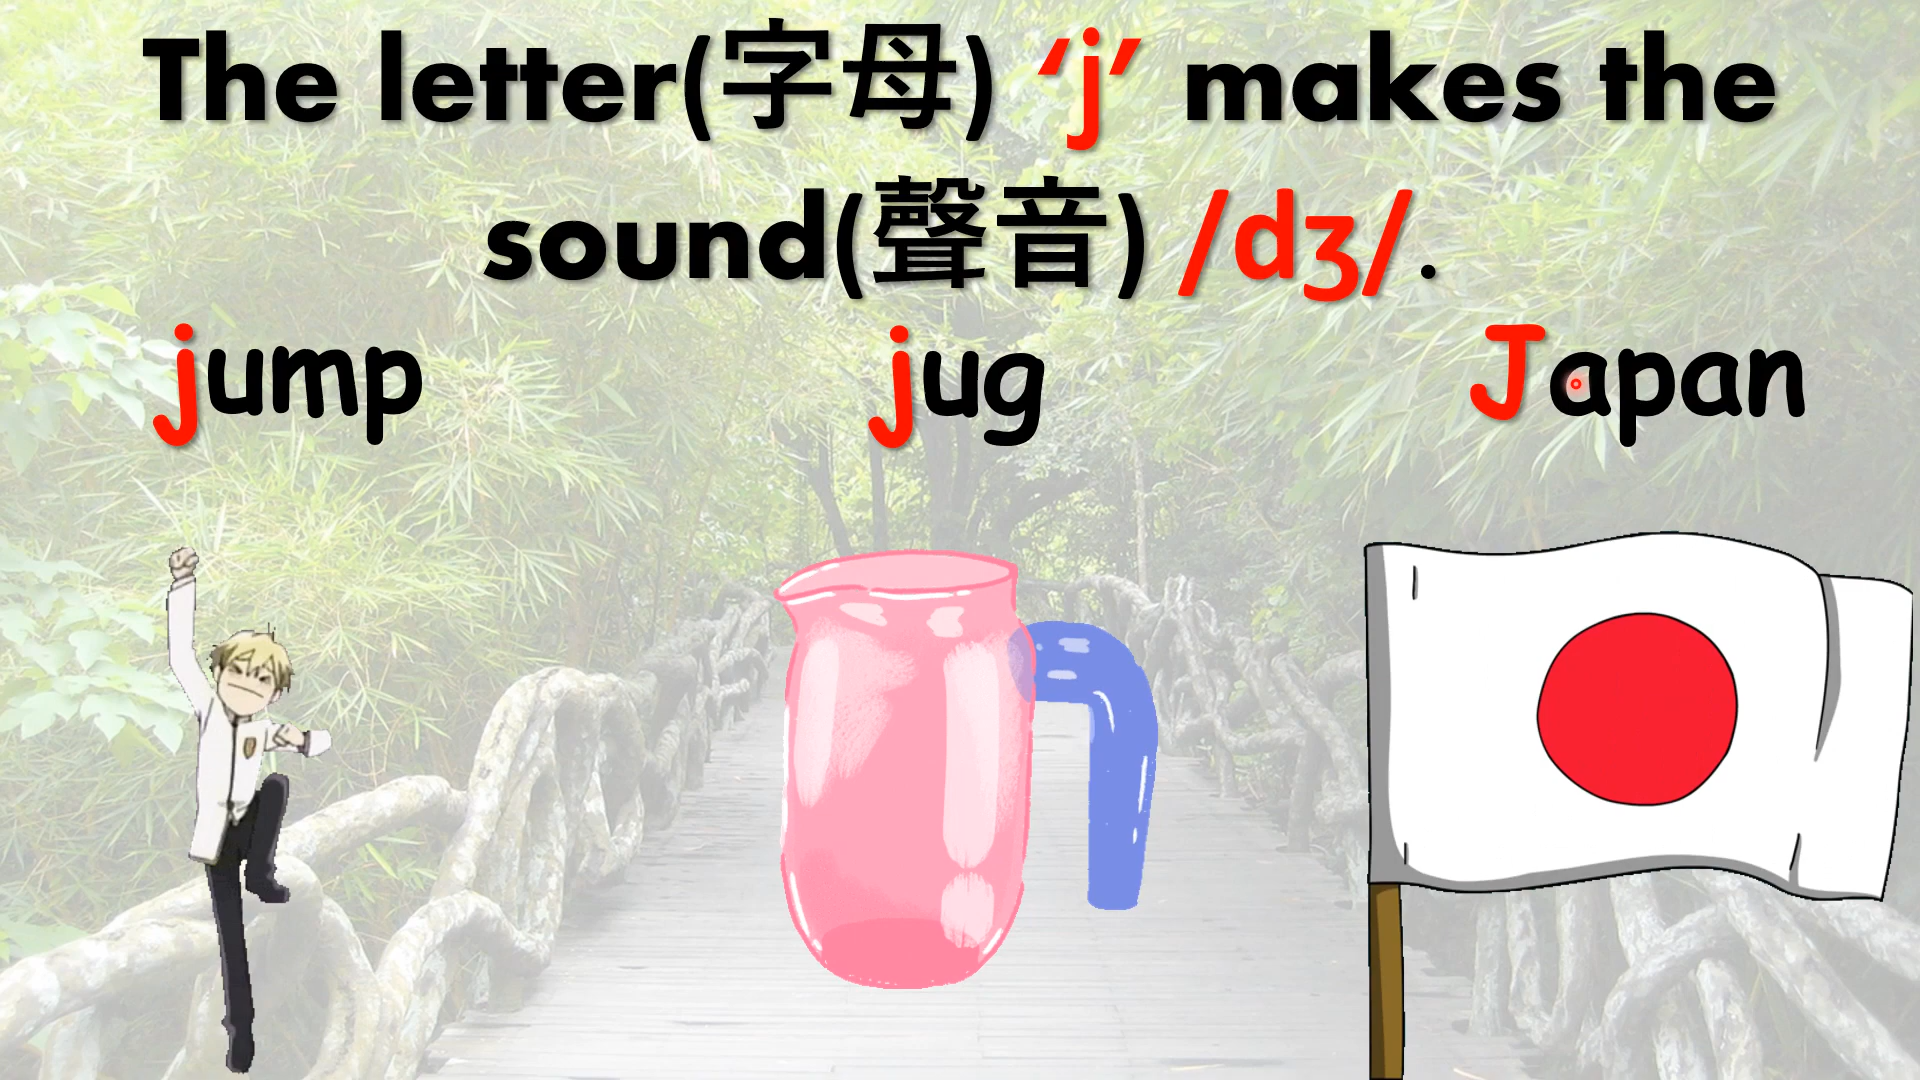 The letter(字母) ‘j’ makes the
sound(聲音) /dʒ/.
jump jug Japan